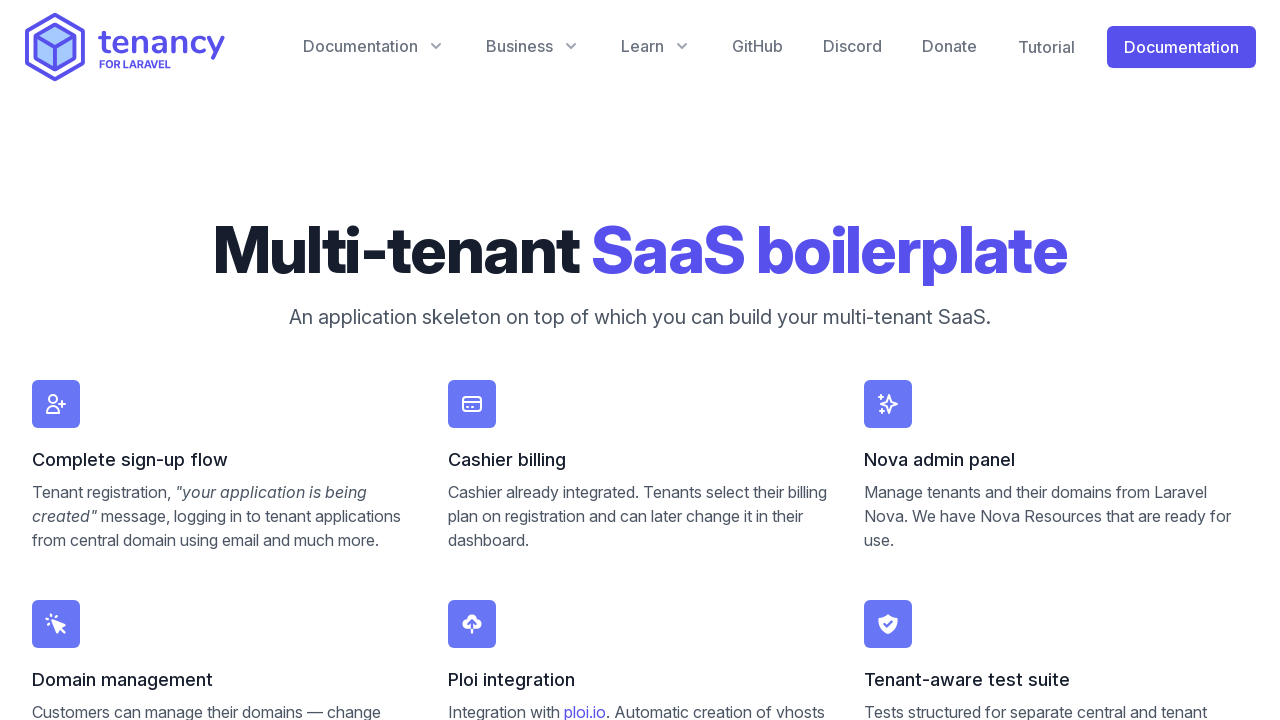 tenancy
FOR LARAVEL
Documentation
Business
Learn
GitHub
Discord
Donate
Tutorial
Documentation
Multi-tenant SaaS boilerplate
An application skeleton on top of which you can build your multi-tenant SaaS.
Complete sign-up flow
Tenant registration, "your application is being
created" message, logging in to tenant applications
from central domain using email and much more.
Cashier billing
Cashier already integrated. Tenants select their billing
plan on registration and can later change it in their
dashboard.
Nova admin panel
Manage tenants and their domains from Laravel
Nova. We have Nova Resources that are ready for
use.
Domain management
Customers can manage their domains — change
Ploi integration
Integration with ploi.io. Automatic creation of vhosts
Tenant-aware test suite
Tests structured for separate central and tenant